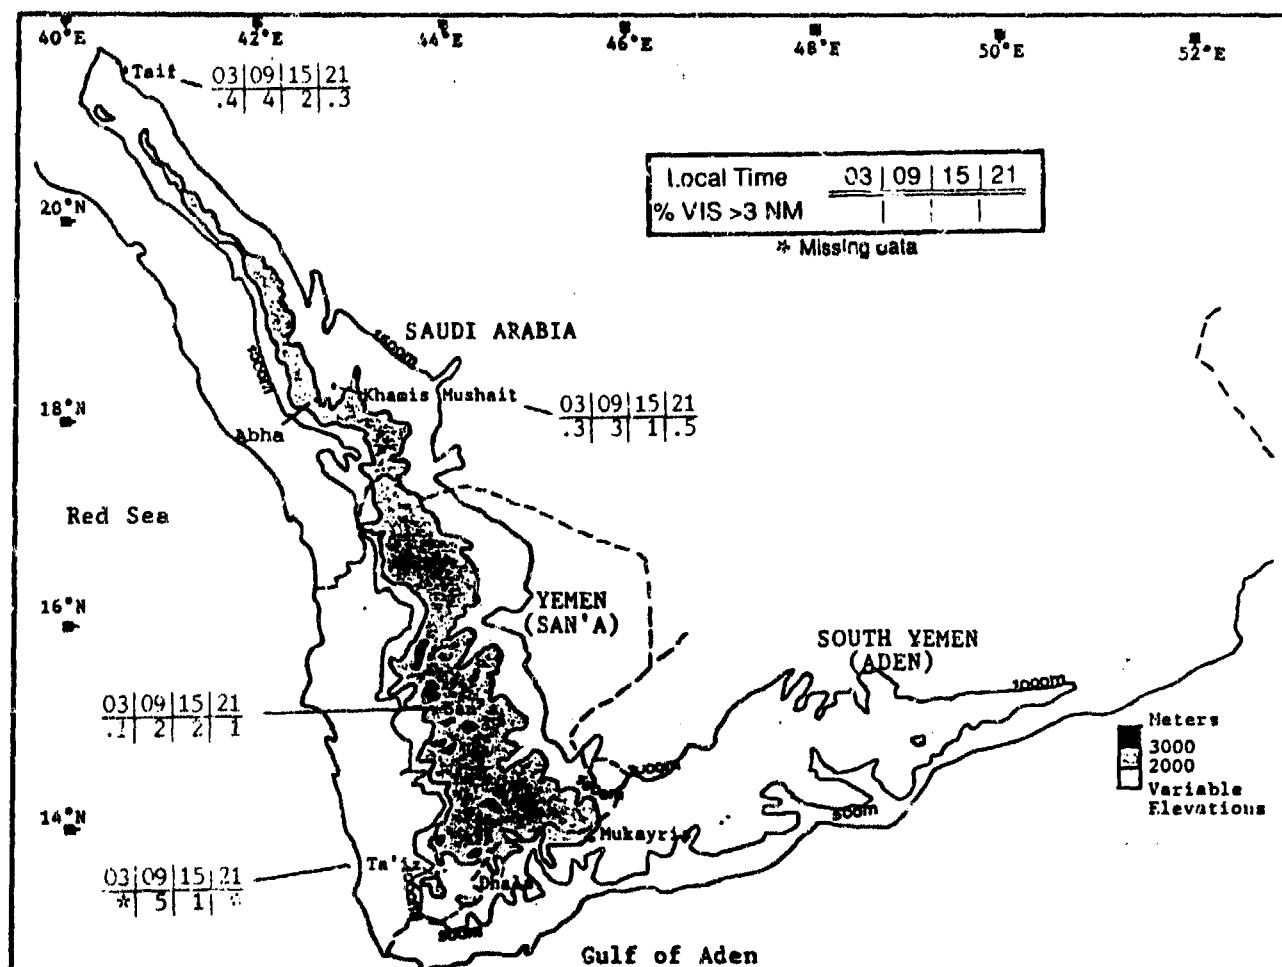 40°E 42°E 44°E 46°E 48°E 50°E 52°E
Taif
03|09|15|21
.4| 4| 2|.3
Local Time 03 | 09 | 15 | 21
% VIS >3 NM
* Missing data
20°N
SAUDI ARABIA
1500m
1500m
Khamis Mushait
03|09|15|21
.3| 3| 1|.5
18°N
Abha
Red Sea
16°N
YEMEN
(SAN'A)
SOUTH YEMEN
(ADEN)
1000m
03|09|15|21
.1| 2| 2| 1
San'a
Meters
3000
2000
Variable
Elevations
500m
14°N
Mukayris
Ta'iz
03|09|15|21
*| 5| 1| *
Dhala
500m
Gulf of Aden